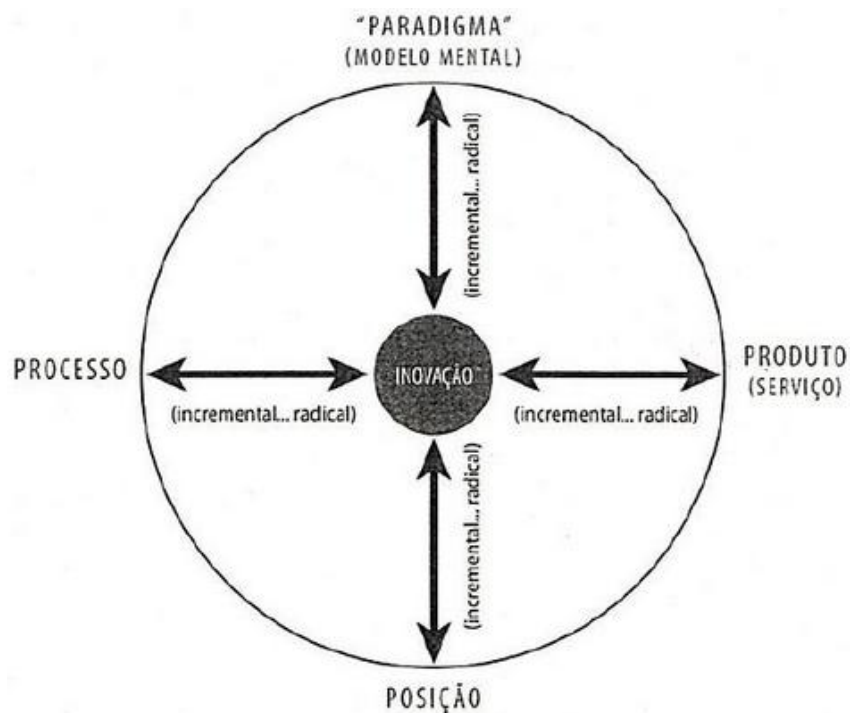 "PARADIGMA"
(MODELO MENTAL)
(incremental... radical)
PROCESSO
INOVAÇÃO
PRODUTO
(SERVIÇO)
(incremental... radical)
(incremental... radical)
(incremental... radical)
POSIÇÃO